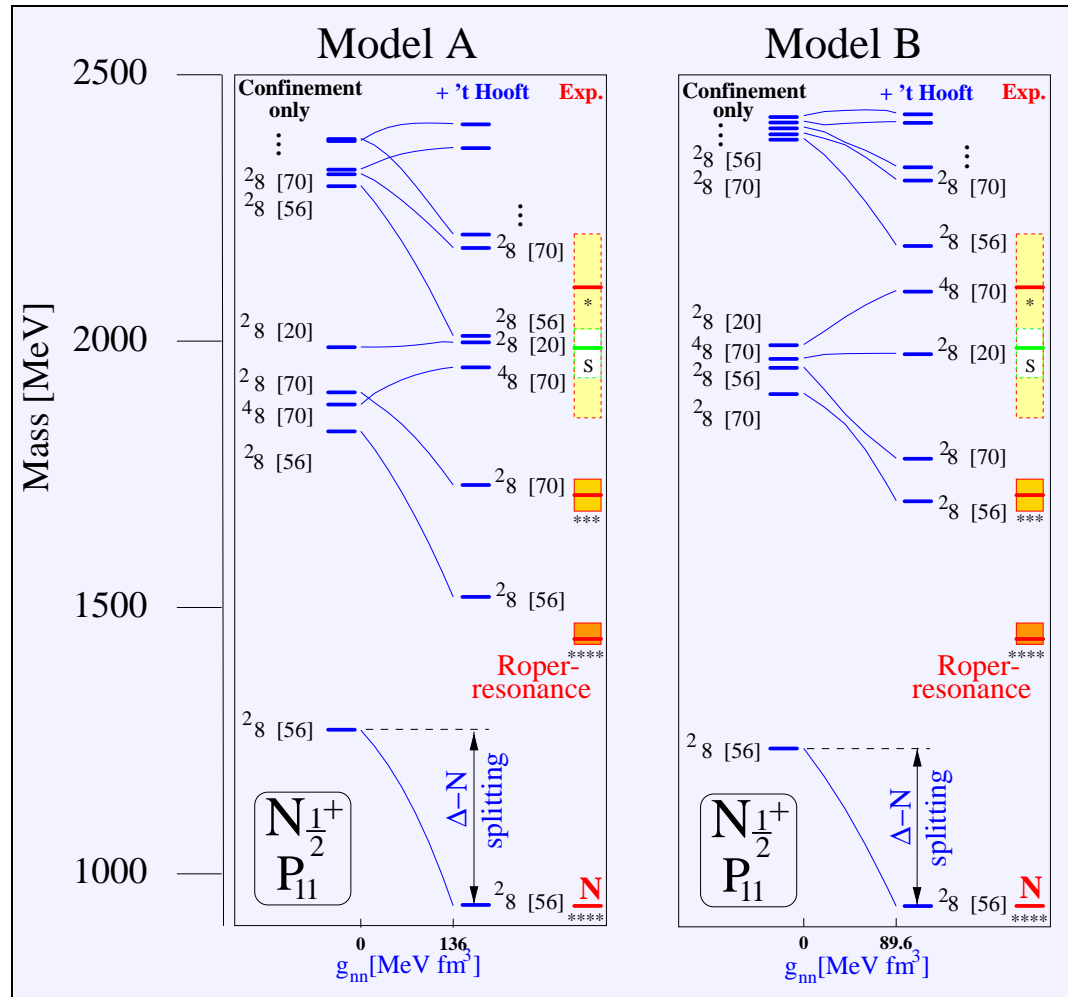 Model A
Model B
Mass [MeV]
2500
2000
1500
1000
Confinement
only
+ 't Hooft
Exp.
⋮
²8 [70]
²8 [56]
²8 [20]
²8 [70]
⁴8 [70]
²8 [56]
²8 [56]
⋮
²8 [70]
²8 [56]
²8 [20]
⁴8 [70]
²8 [70]
²8 [56]
²8 [56]
*
S
***
****
Roper-
resonance
Δ−N
splitting
N
****
N 1/2 +
P₁₁
0
136
g_nn [MeV fm³]
Confinement
only
+ 't Hooft
Exp.
⋮
²8 [56]
²8 [70]
²8 [20]
⁴8 [70]
²8 [56]
²8 [70]
²8 [56]
⋮
²8 [70]
²8 [56]
⁴8 [70]
²8 [20]
²8 [70]
²8 [56]
²8 [56]
*
S
***
****
Roper-
resonance
Δ−N
splitting
N
****
N 1/2 +
P₁₁
0
89.6
g_nn [MeV fm³]